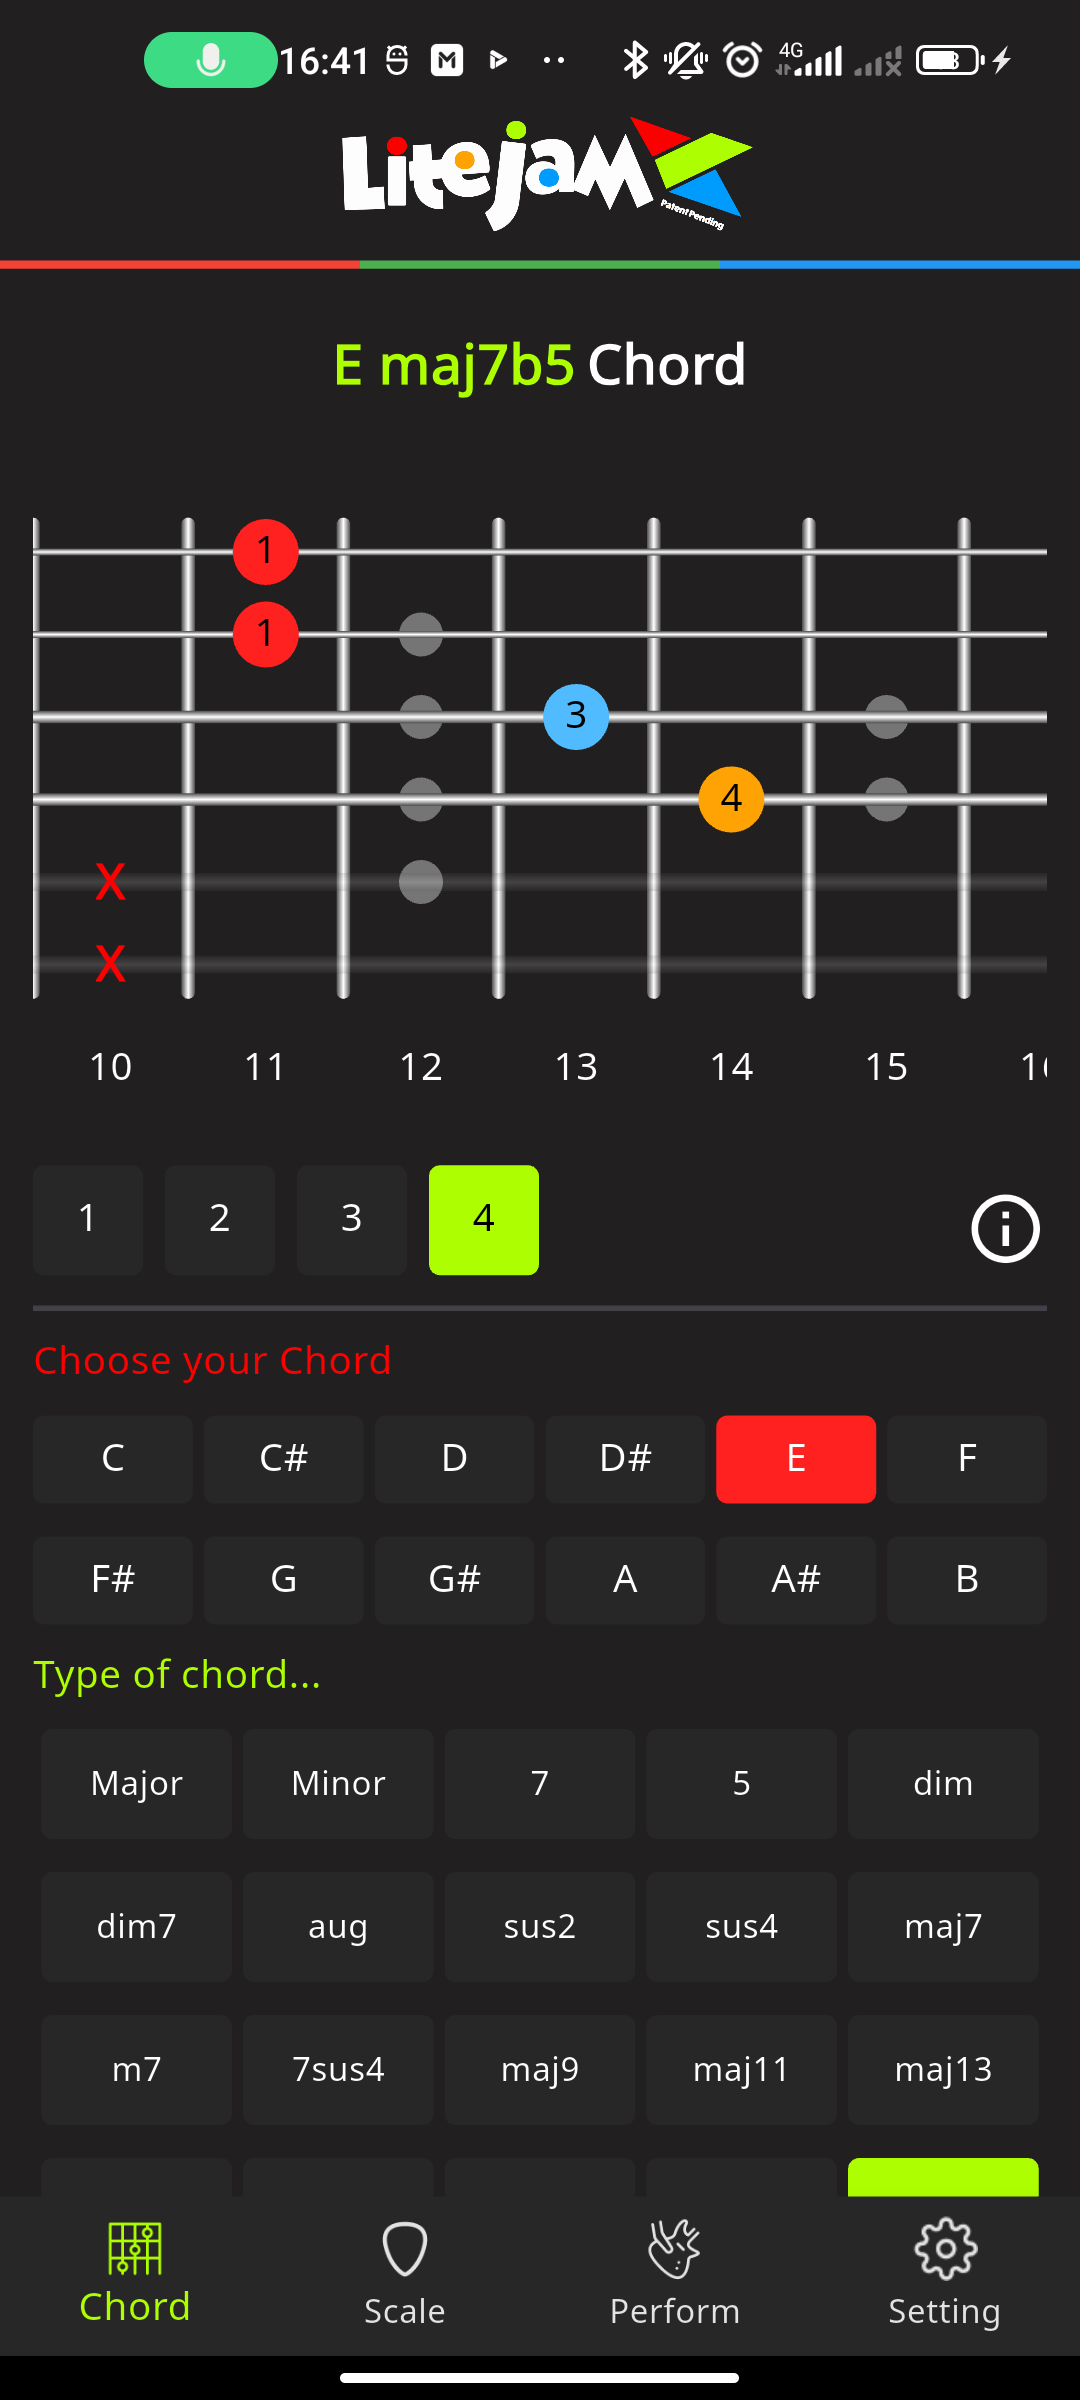 16:41 4G
Litejam
Patent Pending
E maj7b5 Chord
1
1
3
4
X
X
10 11 12 13 14 15
1 2 3 4
Choose your Chord
C C# D D# E F
F# G G# A A# B
Type of chord...
Major Minor 7 5 dim
dim7 aug sus2 sus4 maj7
m7 7sus4 maj9 maj11 maj13
Chord Scale Perform Setting